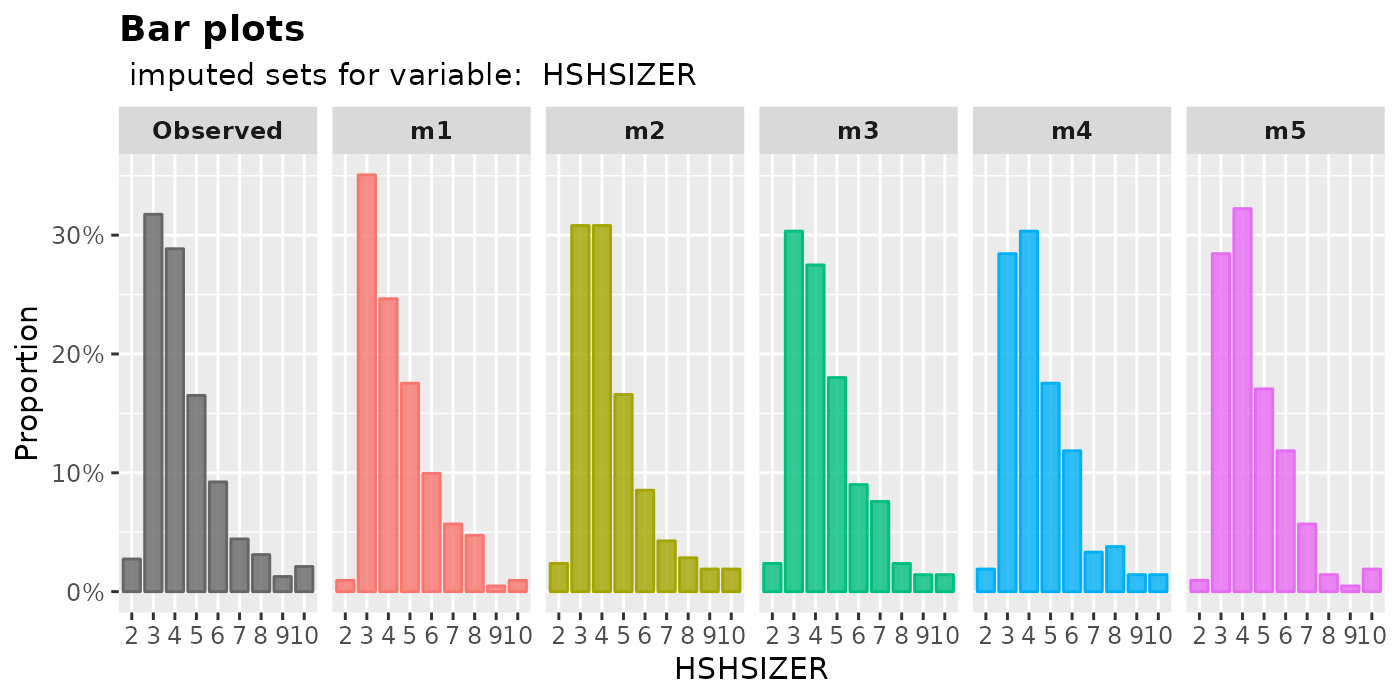 Bar plots
imputed sets for variable: HSHSIZER
Observed m1 m2 m3 m4 m5
30%
20%
10%
0%
Proportion
2 3 4 5 6 7 8 9 10 2 3 4 5 6 7 8 9 10 2 3 4 5 6 7 8 9 10 2 3 4 5 6 7 8 9 10 2 3 4 5 6 7 8 9 10 2 3 4 5 6 7 8 9 10
HSHSIZER